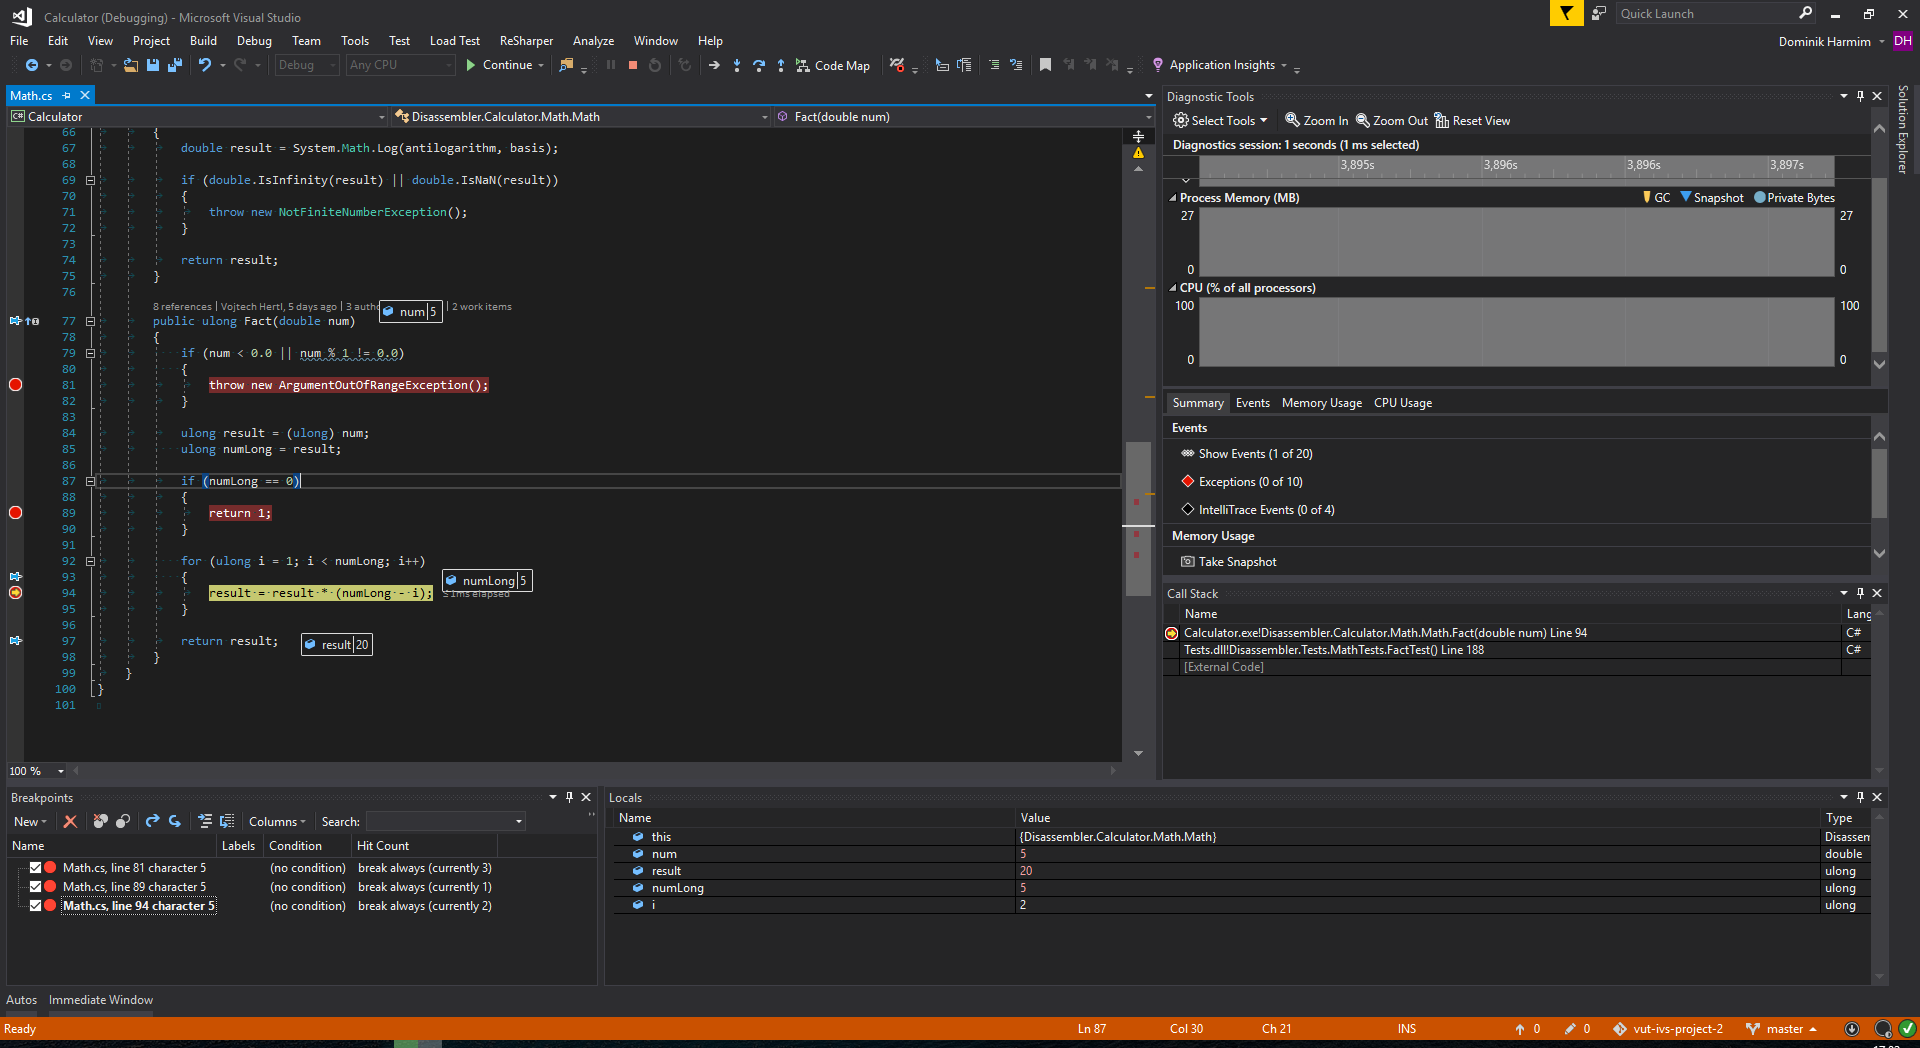 Calculator (Debugging) - Microsoft Visual Studio
Quick Launch
File Edit View Project Build Debug Team Tools Test Load Test ReSharper Analyze Window Help
Dominik Harmim DH
Debug Any CPU Continue Code Map Application Insights
Math.cs
Calculator Disassembler.Calculator.Math.Math Fact(double num)
66 {
67 double result = System.Math.Log(antilogarithm, basis);
68
69 if (double.IsInfinity(result) || double.IsNaN(result))
70 {
71 throw new NotFiniteNumberException();
72 }
73
74 return result;
75 }
76
8 references | Vojtech Hertl, 5 days ago | 3 autho | 2 work items
num 5
77 public ulong Fact(double num)
78 {
79 if (num < 0.0 || num % 1 != 0.0)
80 {
81 throw new ArgumentOutOfRangeException();
82 }
83
84 ulong result = (ulong) num;
85 ulong numLong = result;
86
87 if (numLong == 0)
88 {
89 return 1;
90 }
91
92 for (ulong i = 1; i < numLong; i++)
93 {
numLong 5
94 result = result * (numLong - i); ≤1ms elapsed
95 }
96
97 return result; result 20
98 }
99 }
100 }
101
100 %
Diagnostic Tools
Select Tools Zoom In Zoom Out Reset View
Diagnostics session: 1 seconds (1 ms selected)
3,895s 3,896s 3,896s 3,897s
Process Memory (MB) GC Snapshot Private Bytes
27 27
0 0
CPU (% of all processors)
100 100
0 0
Summary Events Memory Usage CPU Usage
Events
Show Events (1 of 20)
Exceptions (0 of 10)
IntelliTrace Events (0 of 4)
Memory Usage
Take Snapshot
Call Stack
Name Lang
Calculator.exe!Disassembler.Calculator.Math.Math.Fact(double num) Line 94 C#
Tests.dll!Disassembler.Tests.MathTests.FactTest() Line 188 C#
[External Code]
Solution Explorer
Breakpoints
New Columns Search:
Name Labels Condition Hit Count
Math.cs, line 81 character 5 (no condition) break always (currently 3)
Math.cs, line 89 character 5 (no condition) break always (currently 1)
Math.cs, line 94 character 5 (no condition) break always (currently 2)
Locals
Name Value Type
this {Disassembler.Calculator.Math.Math} Disassem
num 5 double
result 20 ulong
numLong 5 ulong
i 2 ulong
Autos Immediate Window
Ready Ln 87 Col 30 Ch 21 INS 0 0 vut-ivs-project-2 master